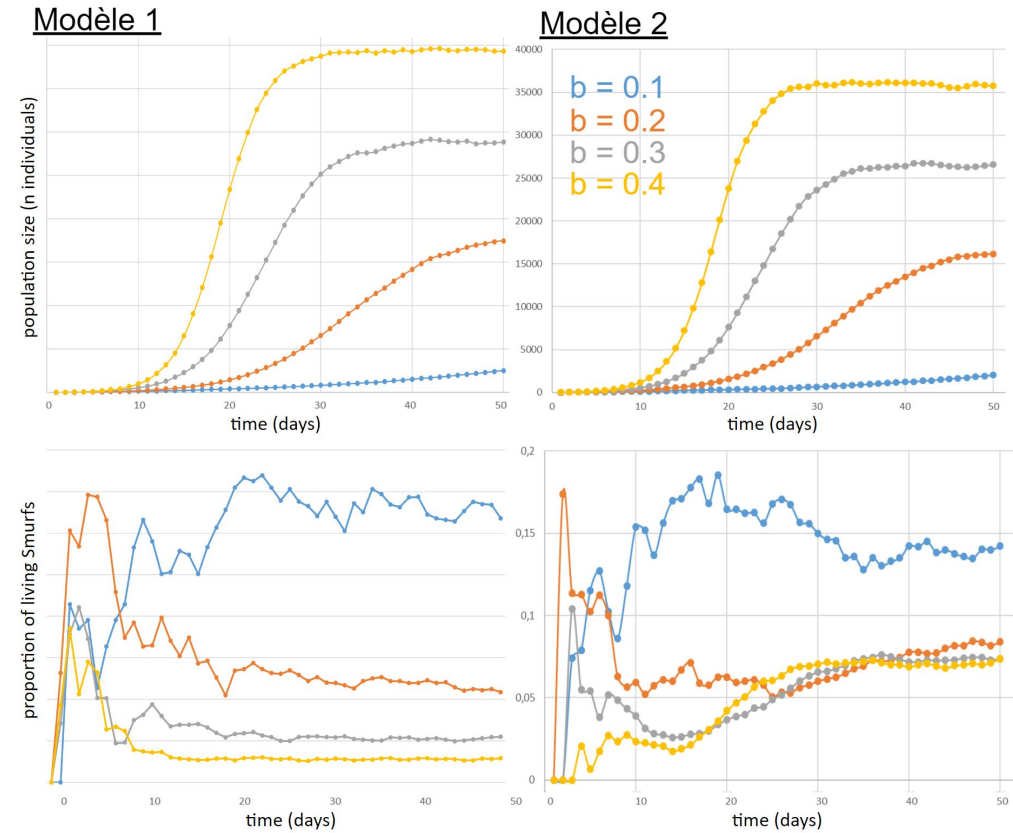 Modèle 1
Modèle 2
population size (n individuals)
0 10 20 30 40 50
time (days)
40000
35000
30000
25000
20000
15000
10000
5000
0
b = 0.1
b = 0.2
b = 0.3
b = 0.4
0 10 20 30 40 50
time (days)
proportion of living Smurfs
0 10 20 30 40 50
time (days)
0,2
0,15
0,1
0,05
0
0 10 20 30 40 50
time (days)